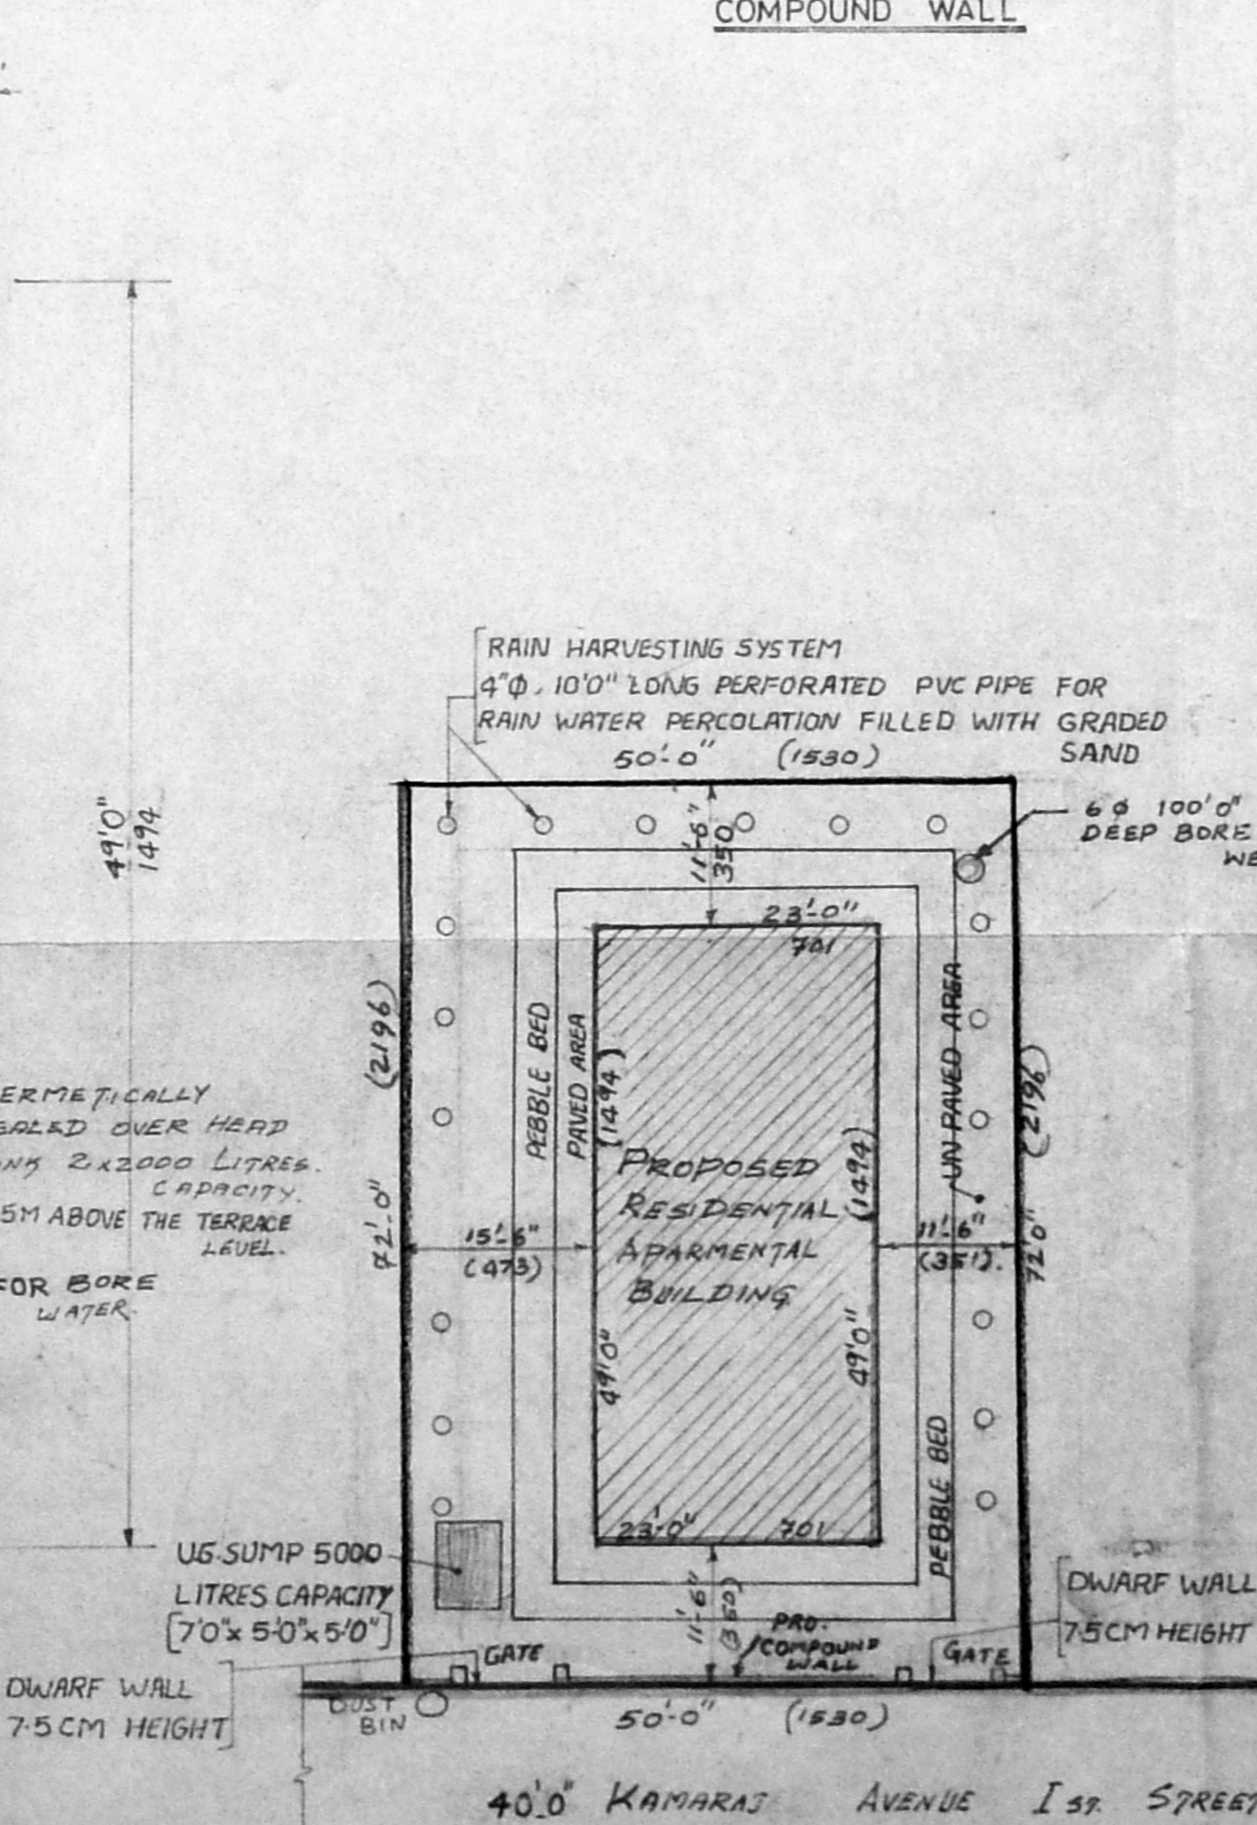 COMPOUND WALL
RAIN HARVESTING SYSTEM
4"Φ, 10'0" LONG PERFORATED PVC PIPE FOR
RAIN WATER PERCOLATION FILLED WITH GRADED
SAND
50'-0" (1530)
6 Φ 100'0"
DEEP BORE
WE
49'0"
1494
11'-6"
350
23'-0"
701
(2196)
72'-0"
PEBBLE BED
PAVED AREA
(1494)
49'0"
PROPOSED
RESIDENTIAL
APARMENTAL
BUILDING
(1494)
49'0"
UN PAVED AREA
(2196)
72'0"
15'-6"
(473)
11'-6"
(351).
ERMETICALLY
EALED OVER HEAD
ANK 2x2000 LITRES.
CAPACITY.
5M ABOVE THE TERRACE
LEVEL.
FOR BORE
WATER.
PEBBLE BED
23'-0" 701
11'-6"
(350)
U.G. SUMP 5000
LITRES CAPACITY
[7'0" x 5'-0" x 5'-0"]
GATE
PRO.
COMPOUND
WALL
GATE
DWARF WALL
7.5CM HEIGHT
DWARF WALL
7.5CM HEIGHT
DUST
BIN
50'-0" (1530)
40'.0" KAMARAJ AVENUE I ST. STREET